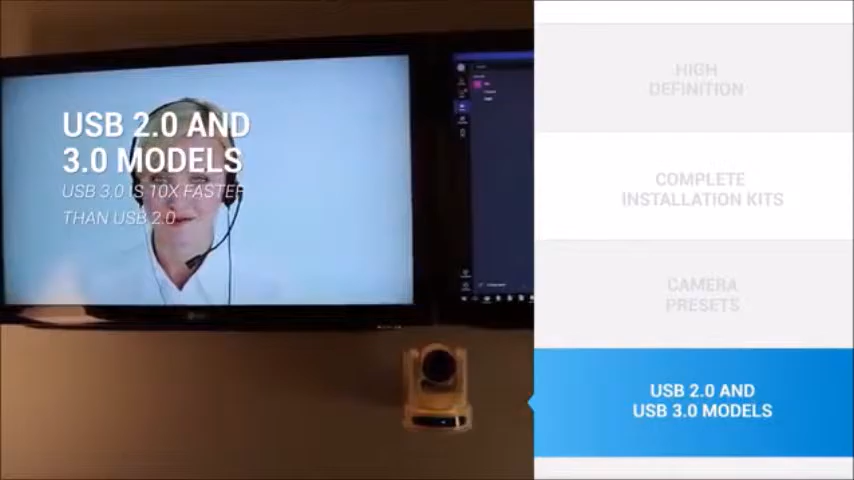 USB 2.0 AND
3.0 MODELS
USB 3.0 IS 10X FASTER
THAN USB 2.0
HIGH
DEFINITION
COMPLETE
INSTALLATION KITS
CAMERA
PRESETS
USB 2.0 AND
USB 3.0 MODELS